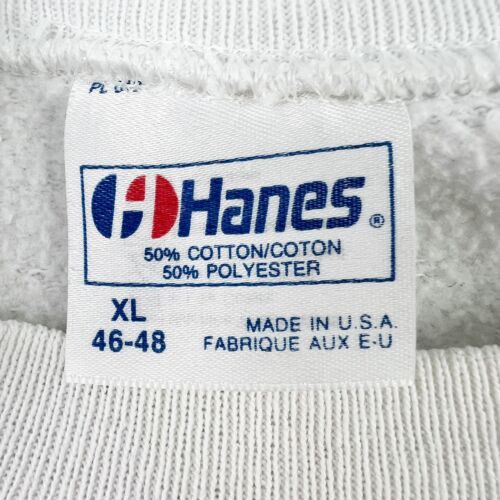 Hanes®
50% COTTON/COTON
50% POLYESTER
XL
46-48
MADE IN U.S.A.
FABRIQUE AUX E-U